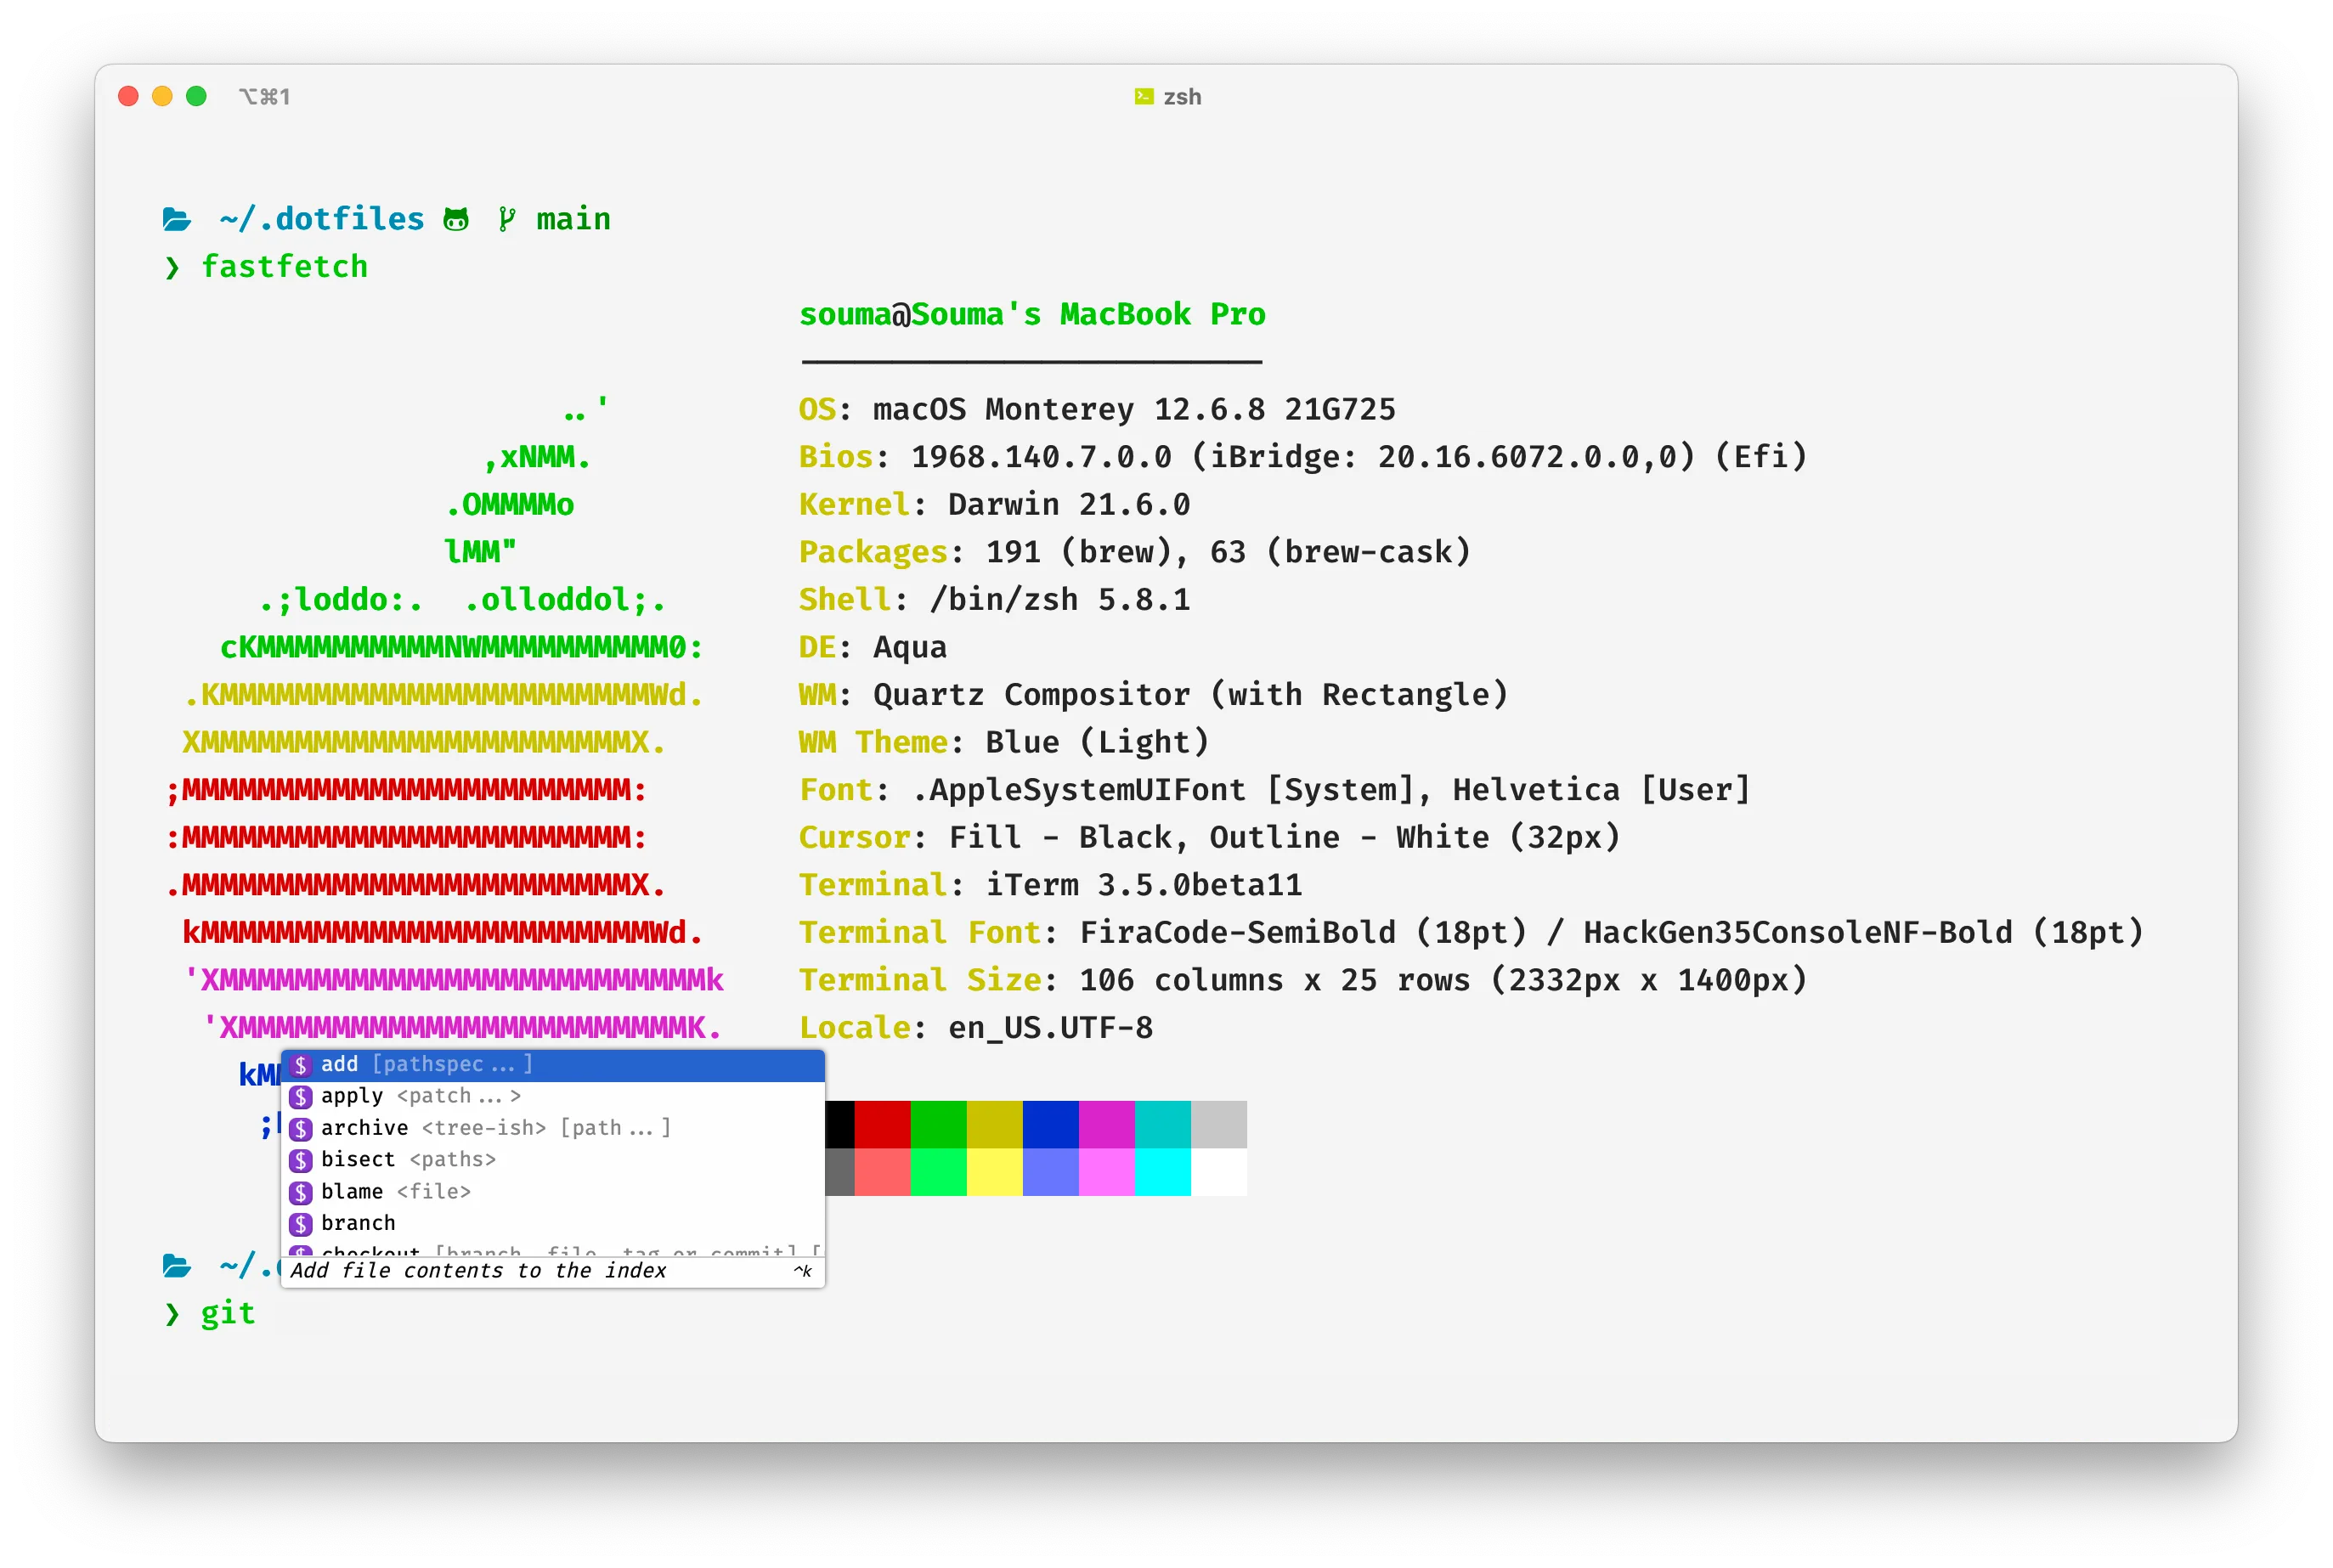 ⌥⌘1 zsh
~/.dotfiles main
❯ fastfetch
souma@Souma's MacBook Pro
-------------------------
..' OS: macOS Monterey 12.6.8 21G725
,xNMM. Bios: 1968.140.7.0.0 (iBridge: 20.16.6072.0.0,0) (Efi)
.OMMMMo Kernel: Darwin 21.6.0
lMM" Packages: 191 (brew), 63 (brew-cask)
.;loddo:. .olloddol;. Shell: /bin/zsh 5.8.1
cKMMMMMMMMMMNWMMMMMMMMMM0: DE: Aqua
.KMMMMMMMMMMMMMMMMMMMMMMMWd. WM: Quartz Compositor (with Rectangle)
XMMMMMMMMMMMMMMMMMMMMMMMX. WM Theme: Blue (Light)
;MMMMMMMMMMMMMMMMMMMMMMMM: Font: .AppleSystemUIFont [System], Helvetica [User]
:MMMMMMMMMMMMMMMMMMMMMMMM: Cursor: Fill - Black, Outline - White (32px)
.MMMMMMMMMMMMMMMMMMMMMMMMX. Terminal: iTerm 3.5.0beta11
kMMMMMMMMMMMMMMMMMMMMMMMMWd. Terminal Font: FiraCode-SemiBold (18pt) / HackGen35ConsoleNF-Bold (18pt)
'XMMMMMMMMMMMMMMMMMMMMMMMMMMk Terminal Size: 106 columns x 25 rows (2332px x 1400px)
'XMMMMMMMMMMMMMMMMMMMMMMMMK. Locale: en_US.UTF-8
$ add [pathspec...]
$ apply <patch...>
$ archive <tree-ish> [path...]
$ bisect <paths>
$ blame <file>
$ branch
$ checkout [branch, file, tag or commit] [
Add file contents to the index ^k
❯ git